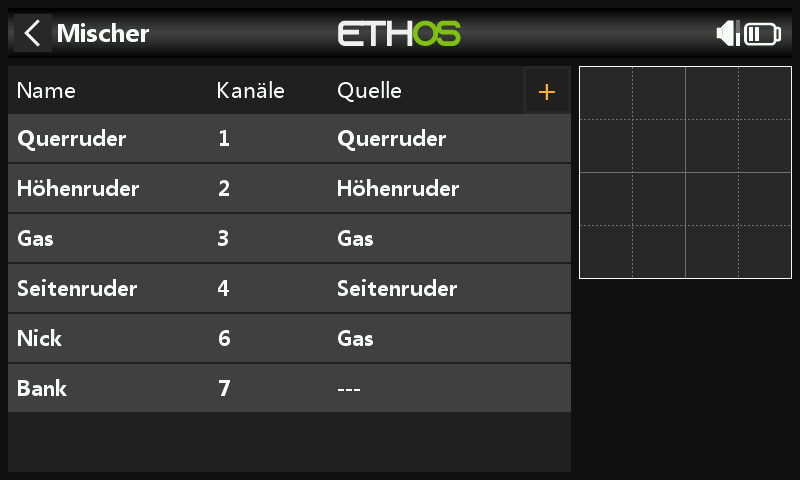 Mischer ETHOS
Name Kanäle Quelle +
Querruder 1 Querruder
Höhenruder 2 Höhenruder
Gas 3 Gas
Seitenruder 4 Seitenruder
Nick 6 Gas
Bank 7 ---